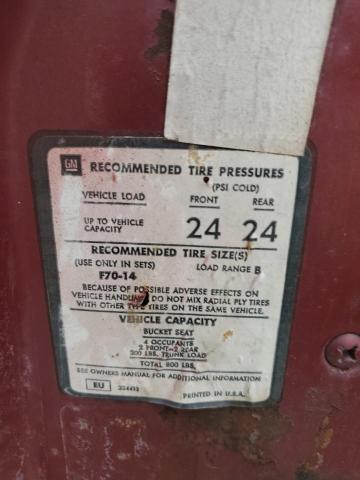 GM RECOMMENDED TIRE PRESSURES
(PSI COLD)
VEHICLE LOAD FRONT REAR
UP TO VEHICLE
CAPACITY 24 24
RECOMMENDED TIRE SIZE(S)
(USE ONLY IN SETS) LOAD RANGE B
F70-14
BECAUSE OF POSSIBLE ADVERSE EFFECTS ON
VEHICLE HANDLING DO NOT MIX RADIAL PLY TIRES
WITH OTHER TYPE TIRES ON THE SAME VEHICLE.
VEHICLE CAPACITY
BUCKET SEAT
4 OCCUPANTS
2 FRONT-2 REAR
200 LBS. TRUNK LOAD
TOTAL 800 LBS.
SEE OWNERS MANUAL FOR ADDITIONAL INFORMATION
EU PRINTED IN U.S.A.